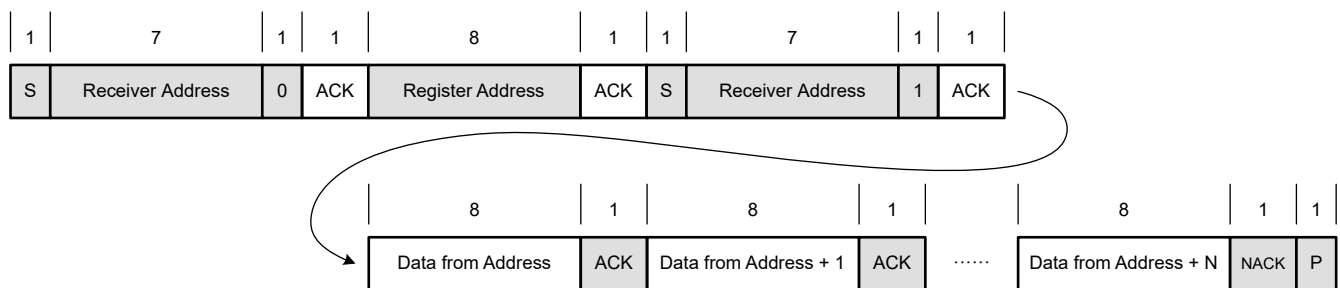 1 7 1 1 8 1 1 7 1 1
S Receiver Address 0 ACK Register Address ACK S Receiver Address 1 ACK
8 1 8 1 8 1 1
Data from Address ACK Data from Address + 1 ACK ...... Data from Address + N NACK P